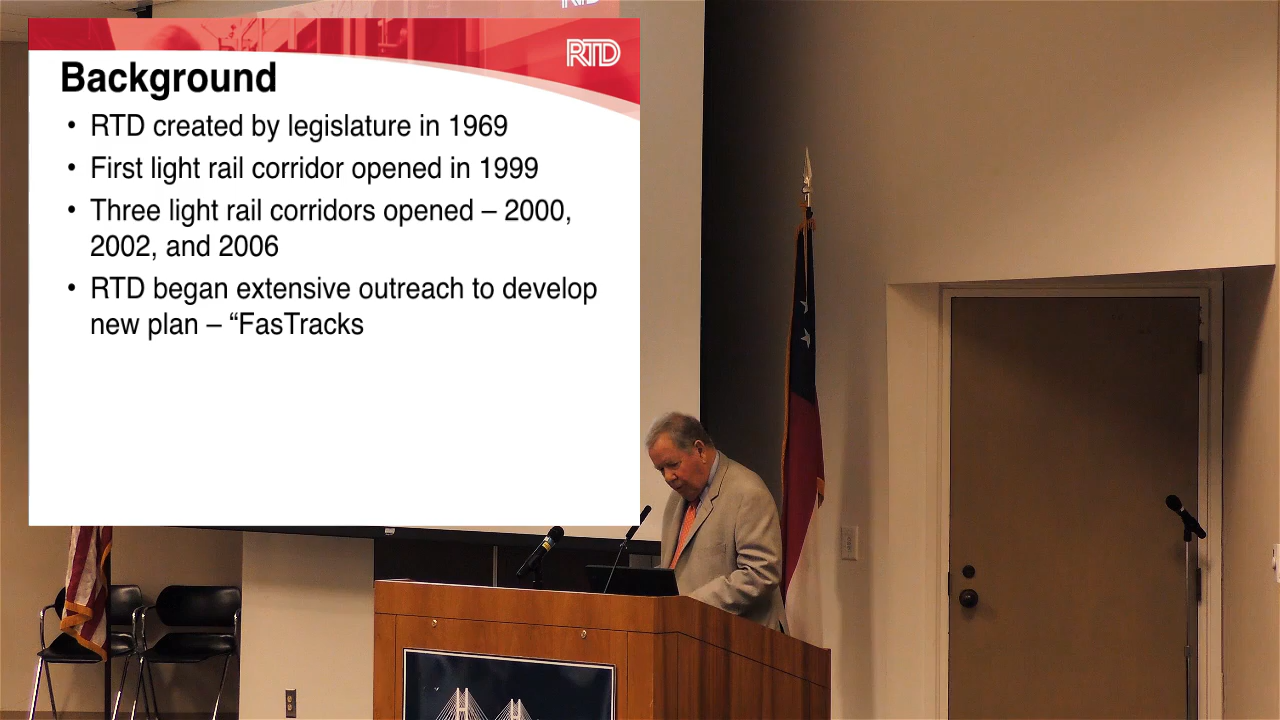 RTD
Background
• RTD created by legislature in 1969
• First light rail corridor opened in 1999
• Three light rail corridors opened – 2000,
2002, and 2006
• RTD began extensive outreach to develop
new plan – “FasTracks